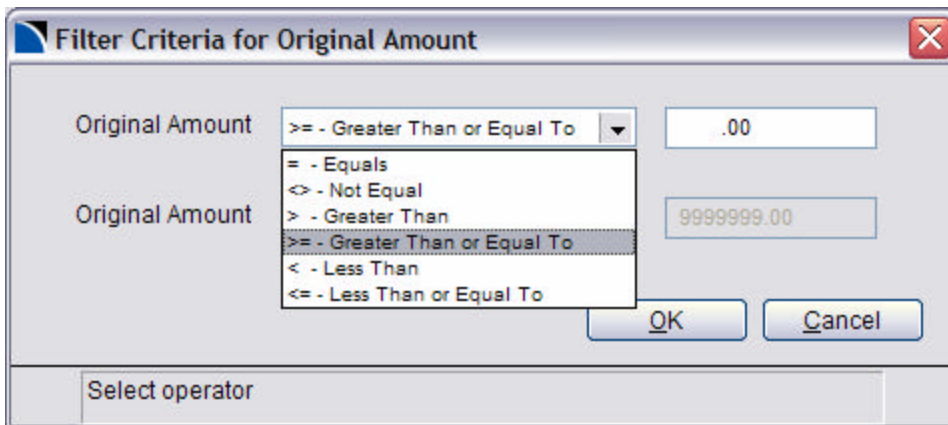 Filter Criteria for Original Amount
Original Amount >= - Greater Than or Equal To .00
= - Equals
<> - Not Equal
Original Amount > - Greater Than 9999999.00
>= - Greater Than or Equal To
< - Less Than
<= - Less Than or Equal To
OK Cancel
Select operator